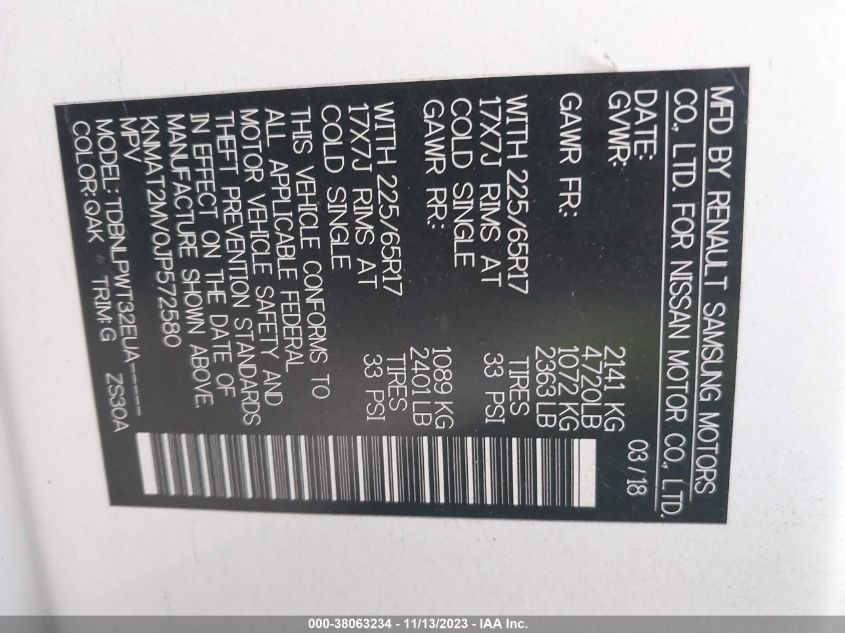 MFD BY RENAULT SAMSUNG MOTORS
CO., LTD. FOR NISSAN MOTOR CO., LTD.
DATE: 03/18
GVWR: 2141 KG
4720LB
GAWR FR: 1072 KG
2363 LB
WITH 225/65R17 TIRES
17X7J RIMS AT 33 PSI
COLD SINGLE
GAWR RR: 1089 KG
2401 LB
WITH 225/65R17 TIRES
17X7J RIMS AT 33 PSI
COLD SINGLE
THIS VEHICLE CONFORMS TO
ALL APPLICABLE FEDERAL
MOTOR VEHICLE SAFETY AND
THEFT PREVENTION STANDARDS
IN EFFECT ON THE DATE OF
MANUFACTURE SHOWN ABOVE.
KNMAT2MV0JP572580
MPV
MODEL: TDBNLPWT32EUA-----
COLOR:QAK TRIM:G ZS30A
000-38063234 - 11/13/2023 - IAA, Inc.